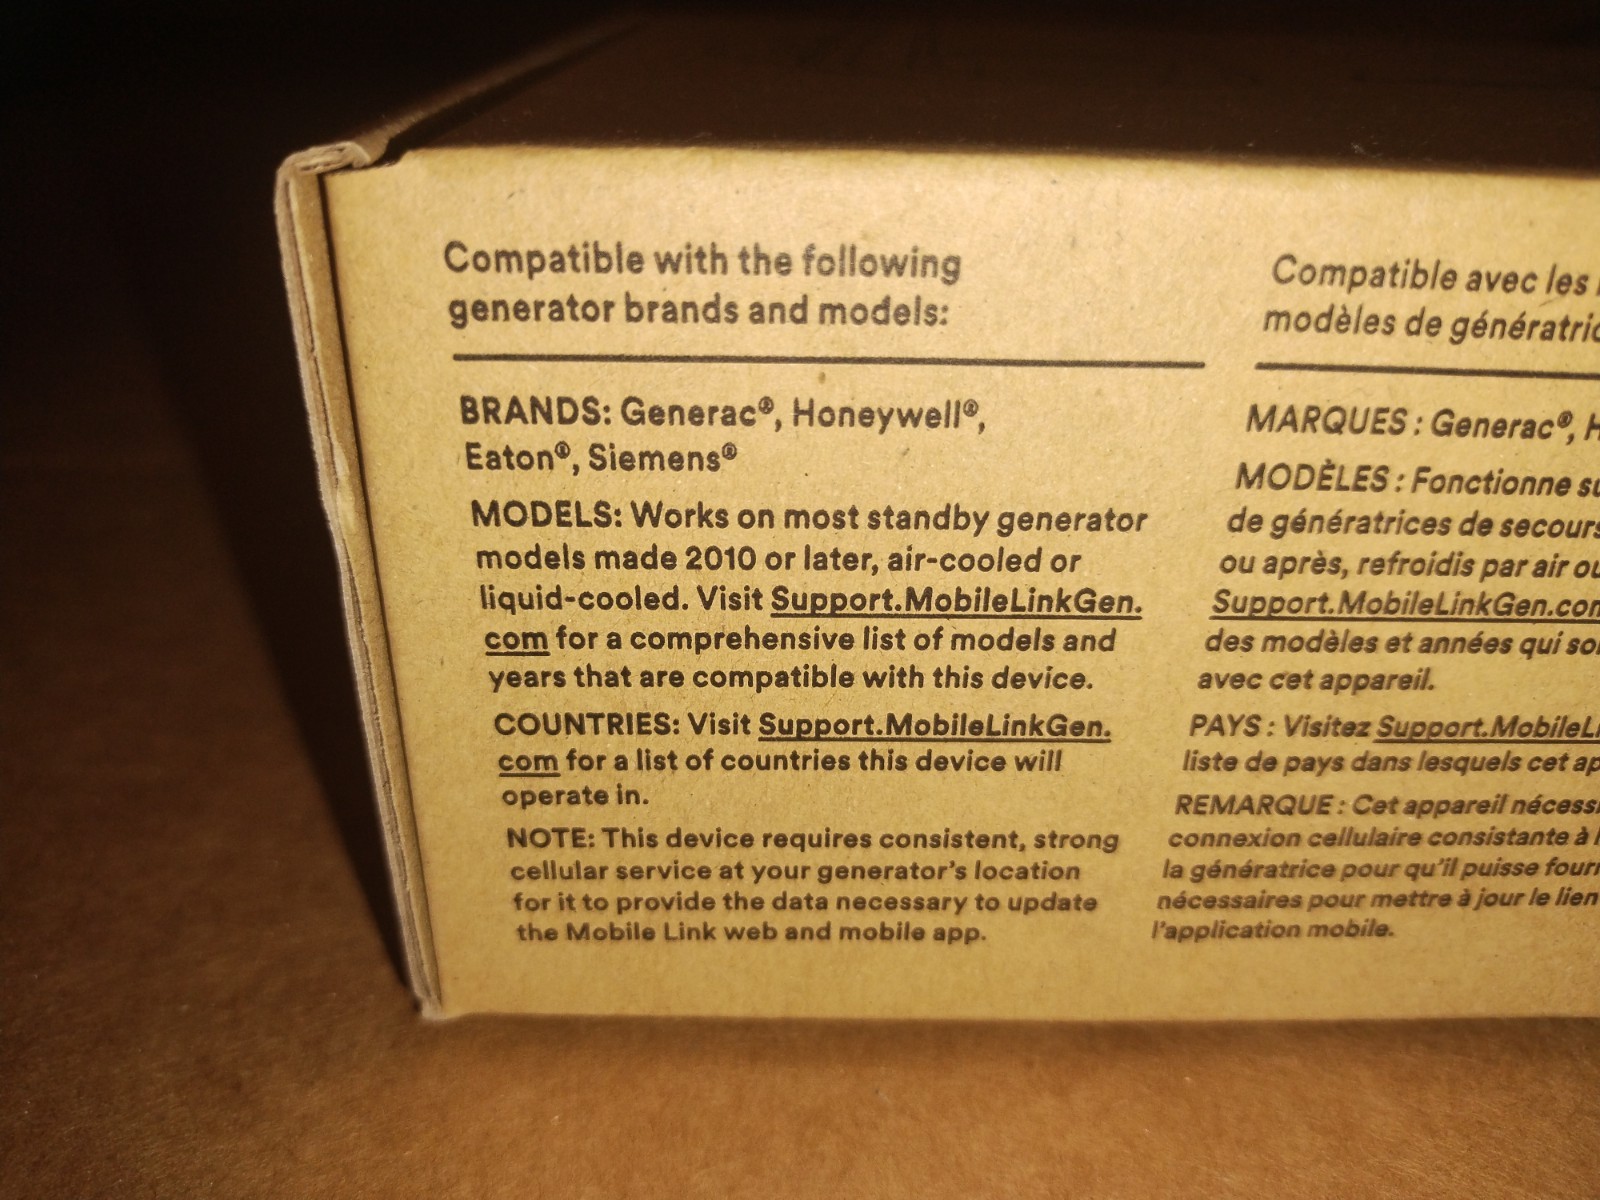 Compatible with the following
generator brands and models:
BRANDS: Generac®, Honeywell®,
Eaton®, Siemens®
MODELS: Works on most standby generator
models made 2010 or later, air-cooled or
liquid-cooled. Visit Support.MobileLinkGen.
com for a comprehensive list of models and
years that are compatible with this device.
COUNTRIES: Visit Support.MobileLinkGen.
com for a list of countries this device will
operate in.
NOTE: This device requires consistent, strong
cellular service at your generator's location
for it to provide the data necessary to update
the Mobile Link web and mobile app.
Compatible avec les
modèles de
MARQUES : Generac®,
MODÈLES : Fonctionne
de génératrices de
ou après, refroidis par air
Support.MobileLinkGen.com
des modèles et années qui
avec cet appareil.
PAYS : Visitez
liste de pays dans lesquels cet
REMARQUE : Cet appareil
connexion cellulaire consistante à
la génératrice pour qu'il puisse
nécessaires pour mettre à jour le lien
l'application mobile.